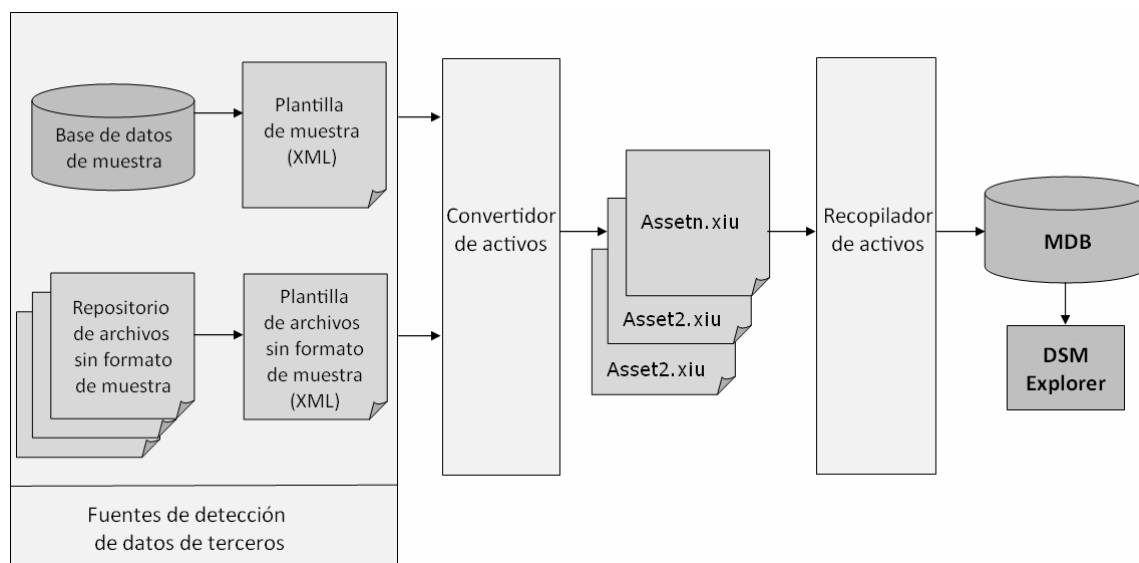 Base de datos
de muestra
Plantilla
de muestra
(XML)
Repositorio
de archivos
sin formato
de muestra
Plantilla
de archivos
sin formato
de muestra
(XML)
Fuentes de detección
de datos de terceros
Convertidor
de activos
Assetn.xiu
Asset2.xiu
Asset2.xiu
Recopilador
de activos
MDB
DSM
Explorer